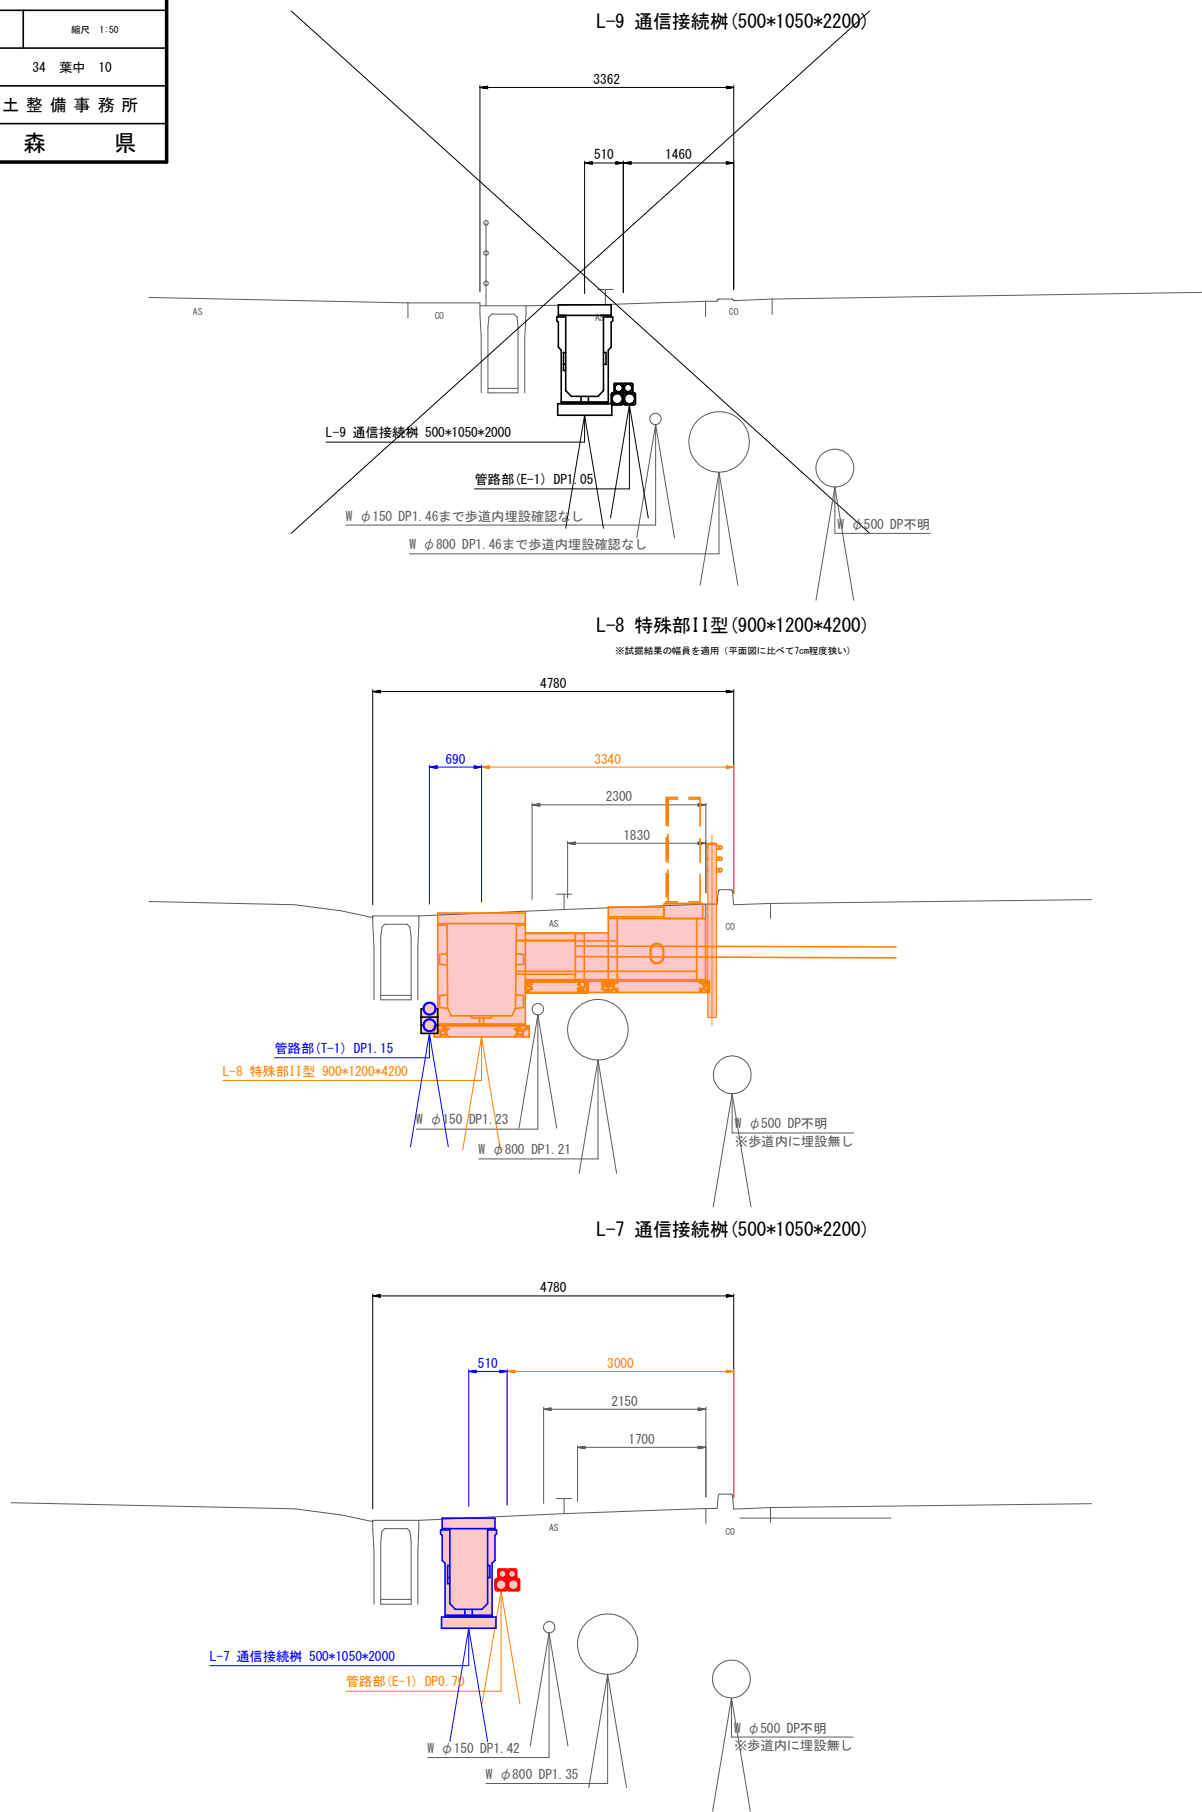 縮尺 1:50
34 葉中 10
土整備事務所
森 県
L-9 通信接続桝(500*1050*2200)
3362
510
1460
AS
CO
AS
CO
L-9 通信接続桝 500*1050*2000
管路部(E-1) DP1.05
W φ150 DP1.46まで歩道内埋設確認なし
W φ800 DP1.46まで歩道内埋設確認なし
W φ500 DP不明
L-8 特殊部II型(900*1200*4200)
※試掘結果の幅員を適用(平面図に比べて7cm程度狭い)
4780
690
3340
2300
1830
AS
CO
管路部(T-1) DP1.15
L-8 特殊部II型 900*1200*4200
W φ150 DP1.23
W φ800 DP1.21
W φ500 DP不明
※歩道内に埋設無し
L-7 通信接続桝(500*1050*2200)
4780
510
3000
2150
1700
AS
CO
L-7 通信接続桝 500*1050*2000
管路部(E-1) DP0.70
W φ150 DP1.42
W φ800 DP1.35
W φ500 DP不明
※歩道内に埋設無し